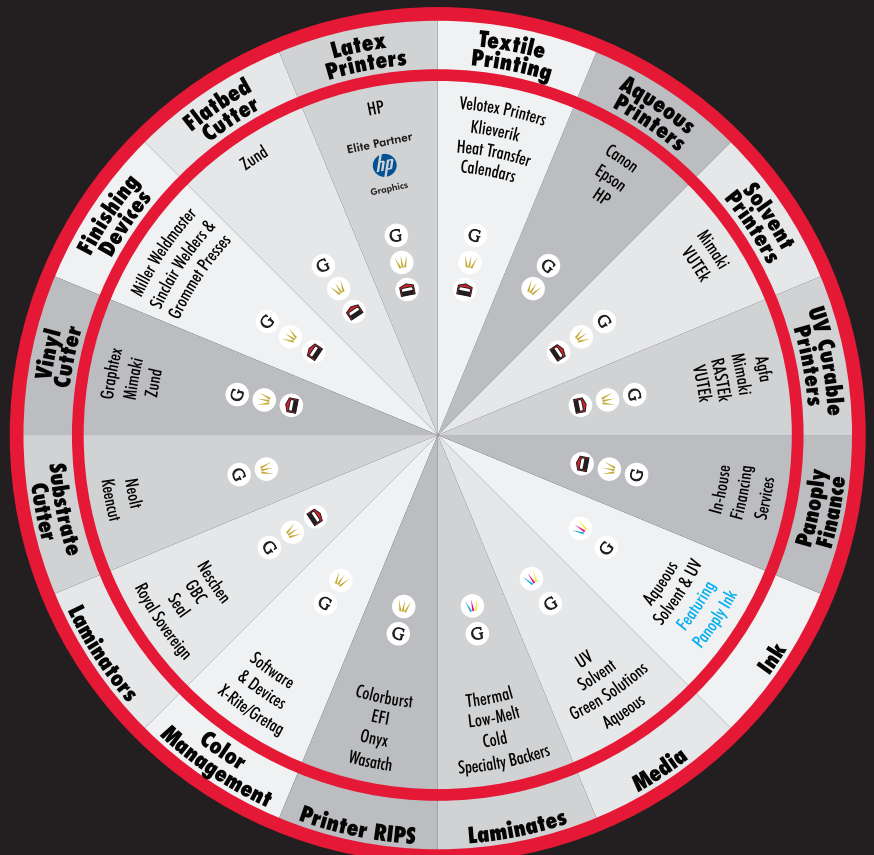 Latex
Printers
HP
Elite Partner
hp
Graphics
G
Textile
Printing
Velotex Printers
Klieverik
Heat Transfer
Calendars
G
Aqueous
Printers
Canon
Epson
HP
G
Solvent
Printers
Mimaki
VUTEk
G
UV Curable
Printers
Agfa
Mimaki
RASTEK
VUTEk
G
Panoply
Finance
In-house
Financing
Services
G
Ink
Aqueous
Solvent & UV
Featuring
Panoply Ink
G
Media
UV
Solvent
Green Solutions
Aqueous
G
Laminates
Thermal
Low-Melt
Cold
Specialty Backers
G
Printer RIPS
Colorburst
EFI
Onyx
Wasatch
G
Color
Management
Software
& Devices
X-Rite/Gretag
G
Laminators
Neschen
GBC
Seal
Royal Sovereign
G
Substrate
Cutter
Neolt
Keencut
G
Vinyl
Cutter
Graphtex
Mimaki
Zund
G
Finishing
Devices
Miller Weldmaster
Sinclair Welders &
Grommet Presses
G
Flatbed
Cutter
Zund
G